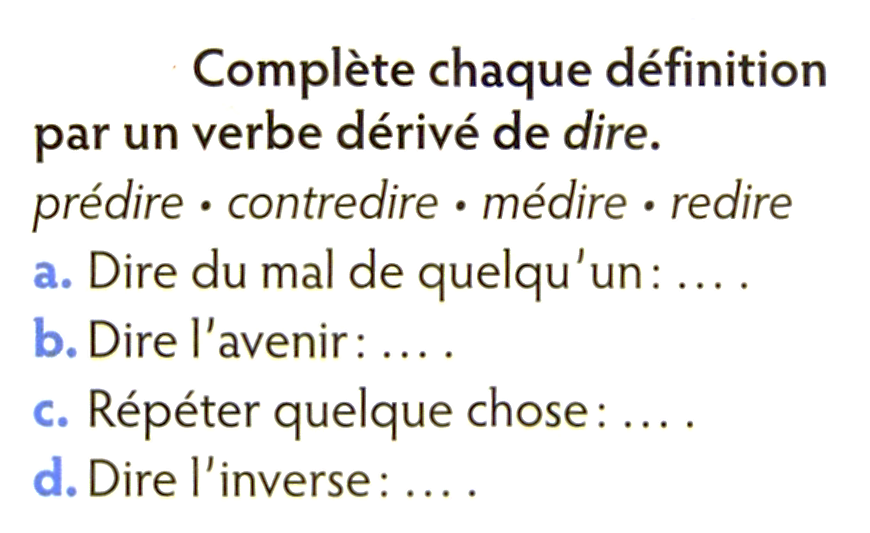 Complète chaque définition
par un verbe dérivé de dire.
prédire • contredire • médire • redire
a. Dire du mal de quelqu'un : ... .
b. Dire l'avenir : ... .
c. Répéter quelque chose : ... .
d. Dire l'inverse : ... .